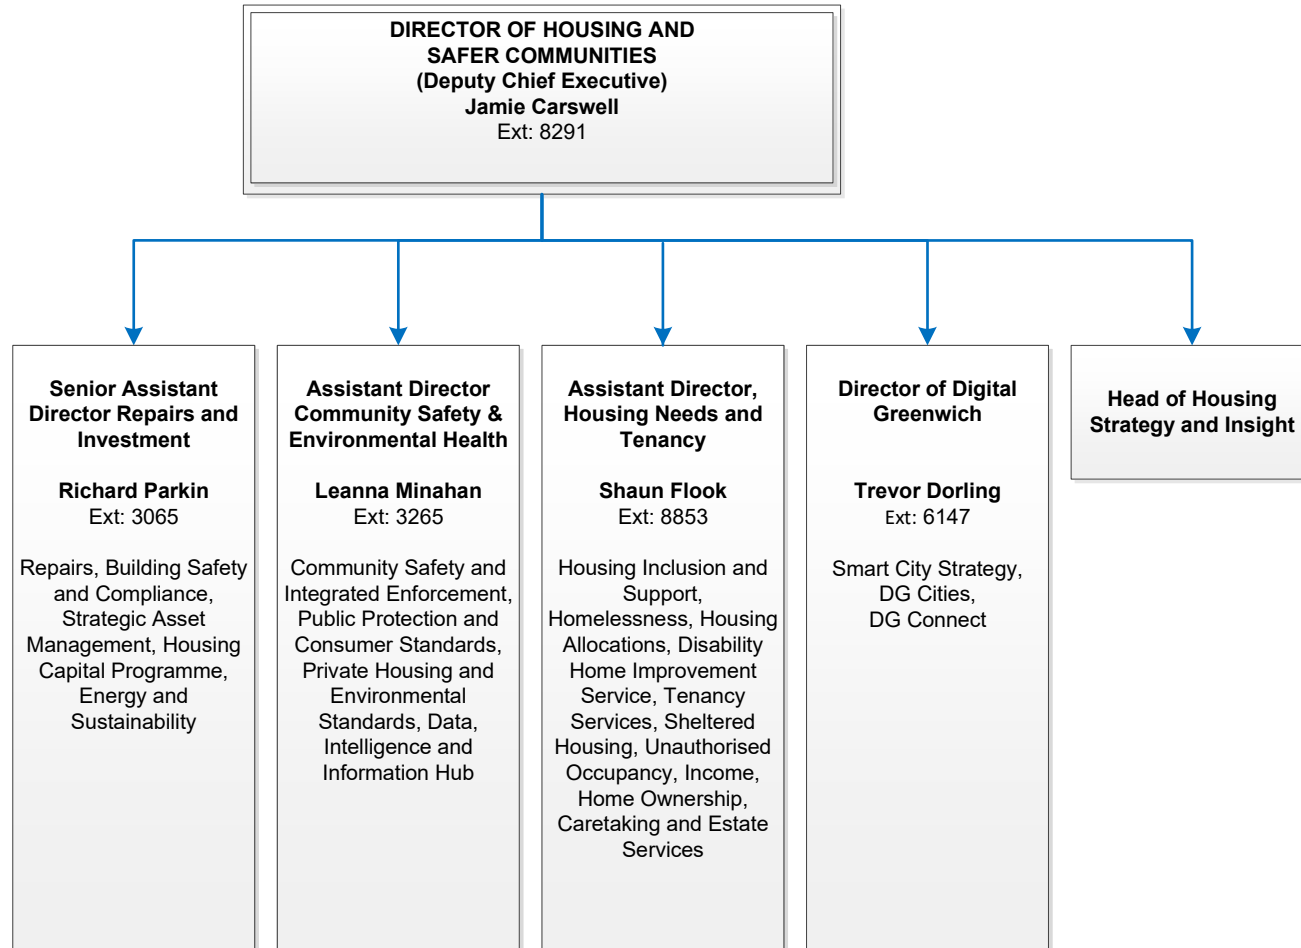 DIRECTOR OF HOUSING AND
SAFER COMMUNITIES
(Deputy Chief Executive)
Jamie Carswell
Ext: 8291
Senior Assistant
Director Repairs and
Investment
Richard Parkin
Ext: 3065
Repairs, Building Safety
and Compliance,
Strategic Asset
Management, Housing
Capital Programme,
Energy and
Sustainability
Assistant Director
Community Safety &
Environmental Health
Leanna Minahan
Ext: 3265
Community Safety and
Integrated Enforcement,
Public Protection and
Consumer Standards,
Private Housing and
Environmental
Standards, Data,
Intelligence and
Information Hub
Assistant Director,
Housing Needs and
Tenancy
Shaun Flook
Ext: 8853
Housing Inclusion and
Support,
Homelessness, Housing
Allocations, Disability
Home Improvement
Service, Tenancy
Services, Sheltered
Housing, Unauthorised
Occupancy, Income,
Home Ownership,
Caretaking and Estate
Services
Director of Digital
Greenwich
Trevor Dorling
Ext: 6147
Smart City Strategy,
DG Cities,
DG Connect
Head of Housing
Strategy and Insight